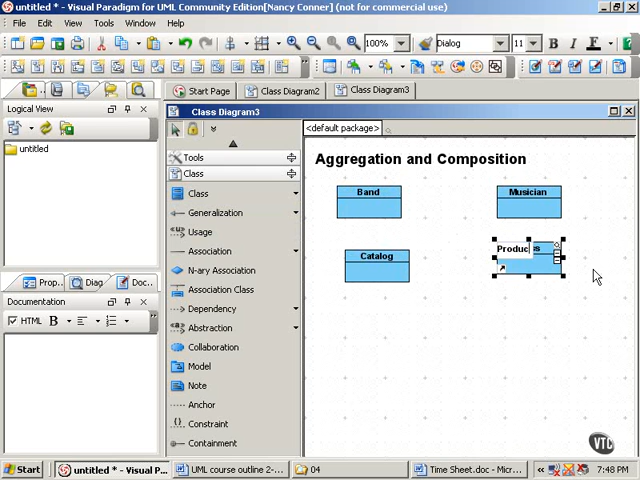 untitled * - Visual Paradigm for UML Community Edition[Nancy Conner] (not for commercial use)
File Edit View Tools Window Help
100% Dialog 11 B I F
Start Page Class Diagram2 Class Diagram3
Logical View
Class Diagram3
<default package>
untitled
Tools
Class
Class
Generalization
Usage
Association
N-ary Association
Association Class
Dependency
Abstraction
Collaboration
Model
Note
Anchor
Constraint
Containment
Aggregation and Composition
Band
Musician
Catalog
Produc ss
Prop... Diag Doc...
Documentation
HTML B
VTC
Start untitled * - Visual P... UML course outline 2-... 04 Time Sheet.doc - Micr... 7:48 PM